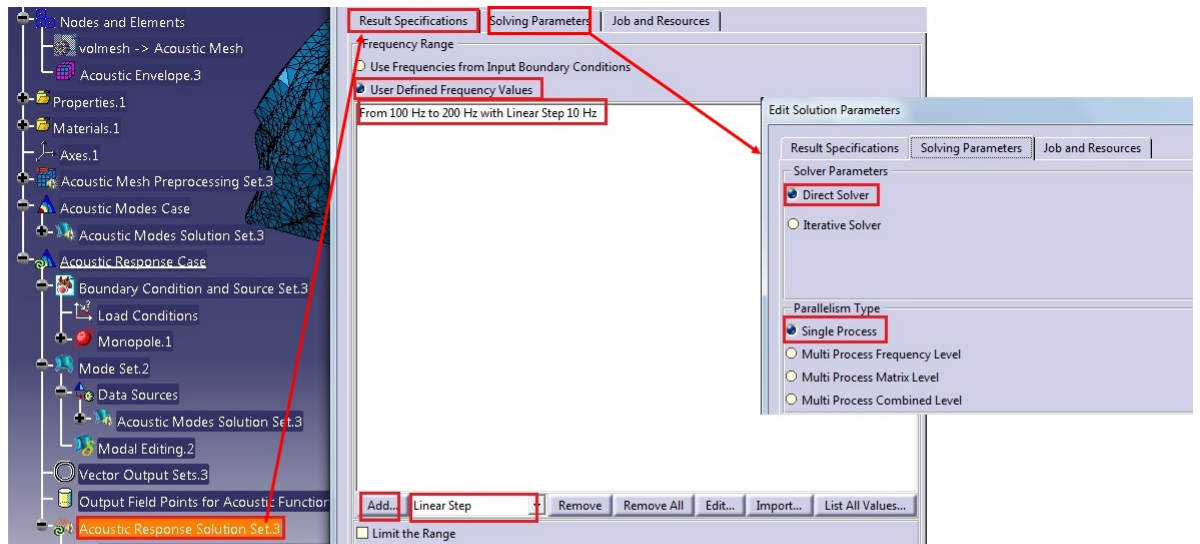 Nodes and Elements
volmesh -> Acoustic Mesh
Acoustic Envelope.3
Properties.1
Materials.1
Axes.1
Acoustic Mesh Preprocessing Set.3
Acoustic Modes Case
Acoustic Modes Solution Set.3
Acoustic Response Case
Boundary Condition and Source Set.3
Load Conditions
Monopole.1
Mode Set.2
Data Sources
Acoustic Modes Solution Set.3
Modal Editing.2
Vector Output Sets.3
Output Field Points for Acoustic Function
Acoustic Response Solution Set.3
Result Specifications Solving Parameters Job and Resources
Frequency Range
Use Frequencies from Input Boundary Conditions
User Defined Frequency Values
From 100 Hz to 200 Hz with Linear Step 10 Hz
Add... Linear Step Remove Remove All Edit... Import... List All Values...
Limit the Range
Edit Solution Parameters
Result Specifications Solving Parameters Job and Resources
Solver Parameters
Direct Solver
Iterative Solver
Parallelism Type
Single Process
Multi Process Frequency Level
Multi Process Matrix Level
Multi Process Combined Level